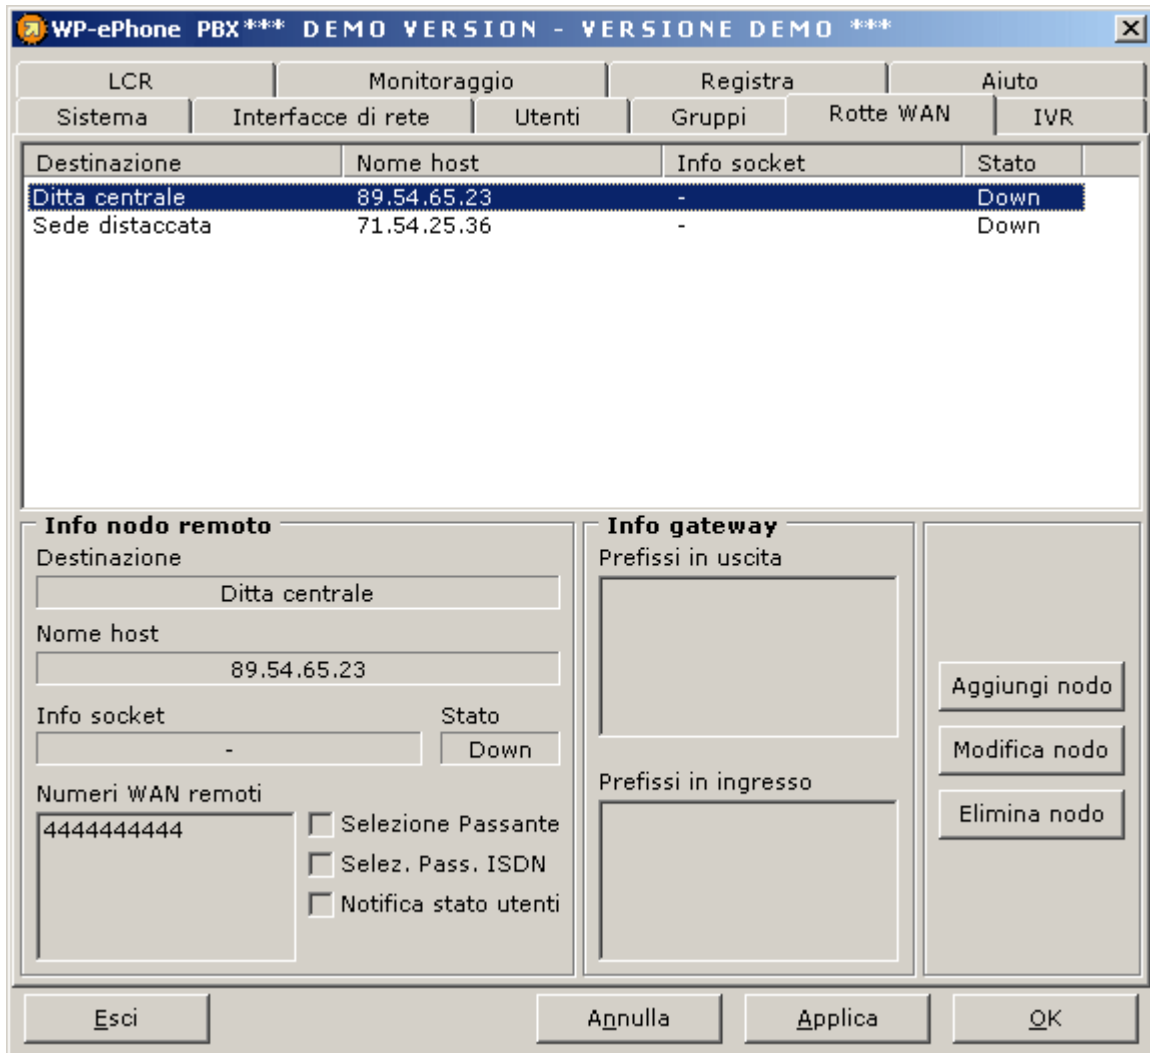 WP-ePhone PBX*** DEMO VERSION - VERSIONE DEMO ***
LCR Monitoraggio Registra Aiuto
Sistema Interfacce di rete Utenti Gruppi Rotte WAN IVR
Destinazione Nome host Info socket Stato
Ditta centrale 89.54.65.23 - Down
Sede distaccata 71.54.25.36 - Down
Info nodo remoto
Destinazione
Ditta centrale
Nome host
89.54.65.23
Info socket Stato
- Down
Numeri WAN remoti
4444444444
Selezione Passante
Selez. Pass. ISDN
Notifica stato utenti
Info gateway
Prefissi in uscita
Prefissi in ingresso
Aggiungi nodo
Modifica nodo
Elimina nodo
Esci Annulla Applica OK